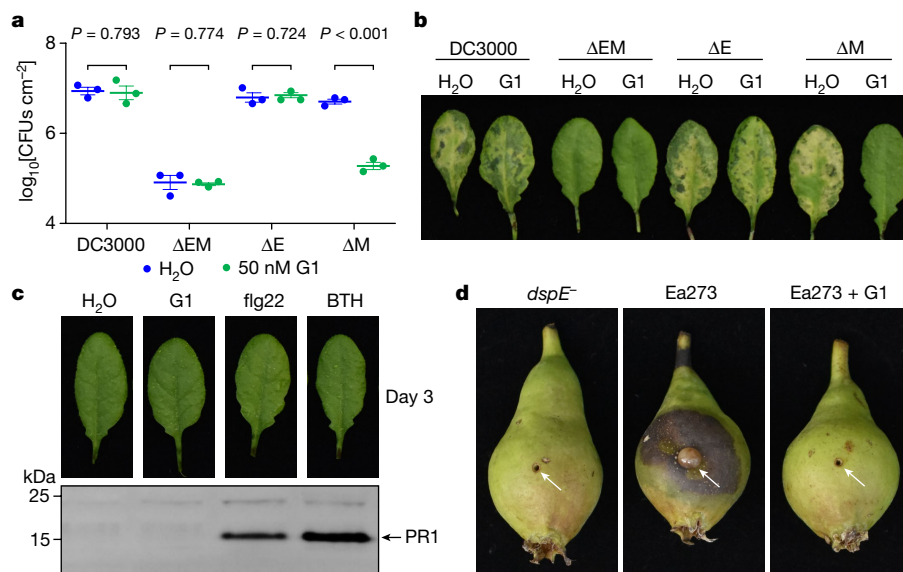 a
P = 0.793 P = 0.774 P = 0.724 P < 0.001
log₁₀[CFUs cm⁻²]
8
6
4
DC3000 ΔEM ΔE ΔM
H₂O 50 nM G1
b
DC3000 ΔEM ΔE ΔM
H₂O G1 H₂O G1 H₂O G1 H₂O G1
c
H₂O G1 flg22 BTH
Day 3
kDa
25
15
PR1
d
dspE⁻ Ea273 Ea273 + G1